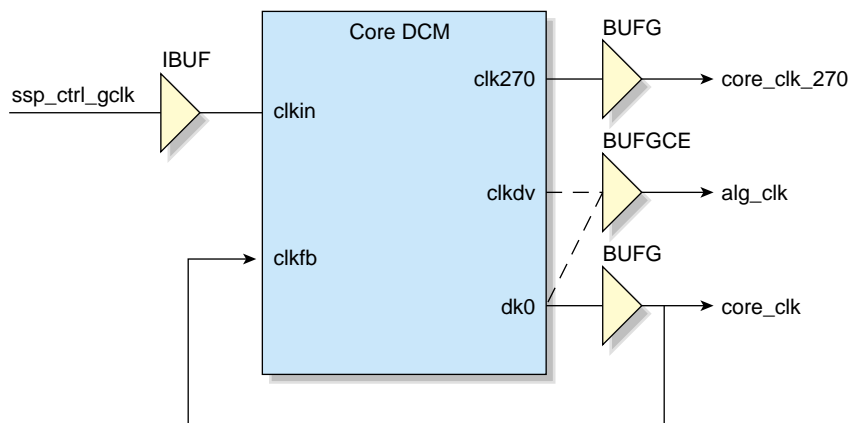 Core DCM
BUFG
IBUF
clk270
core_clk_270
ssp_ctrl_gclk
clkin
BUFGCE
clkdv
alg_clk
BUFG
clkfb
dk0
core_clk